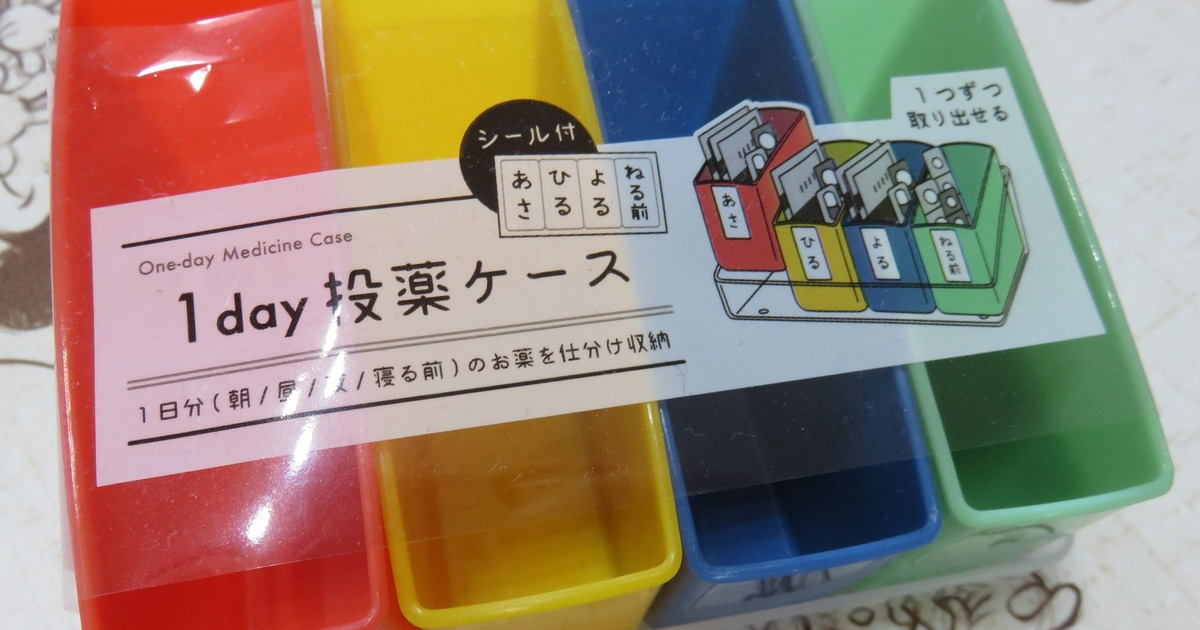 シール付
あさ
ひる
よる
ねる前
One-day Medicine Case
1day 投薬ケース
1日分(朝/昼/夜/寝る前)のお薬を仕分け収納
1つずつ
取り出せる
あさ
ひる
よる
ねる前